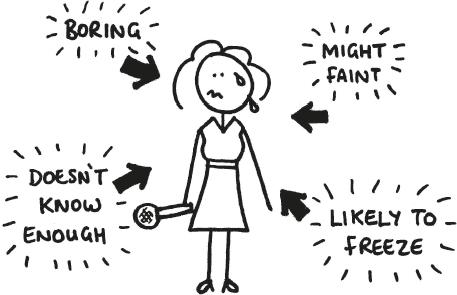 BORING
MIGHT
FAINT
DOESN'T
KNOW
ENOUGH
LIKELY TO
FREEZE